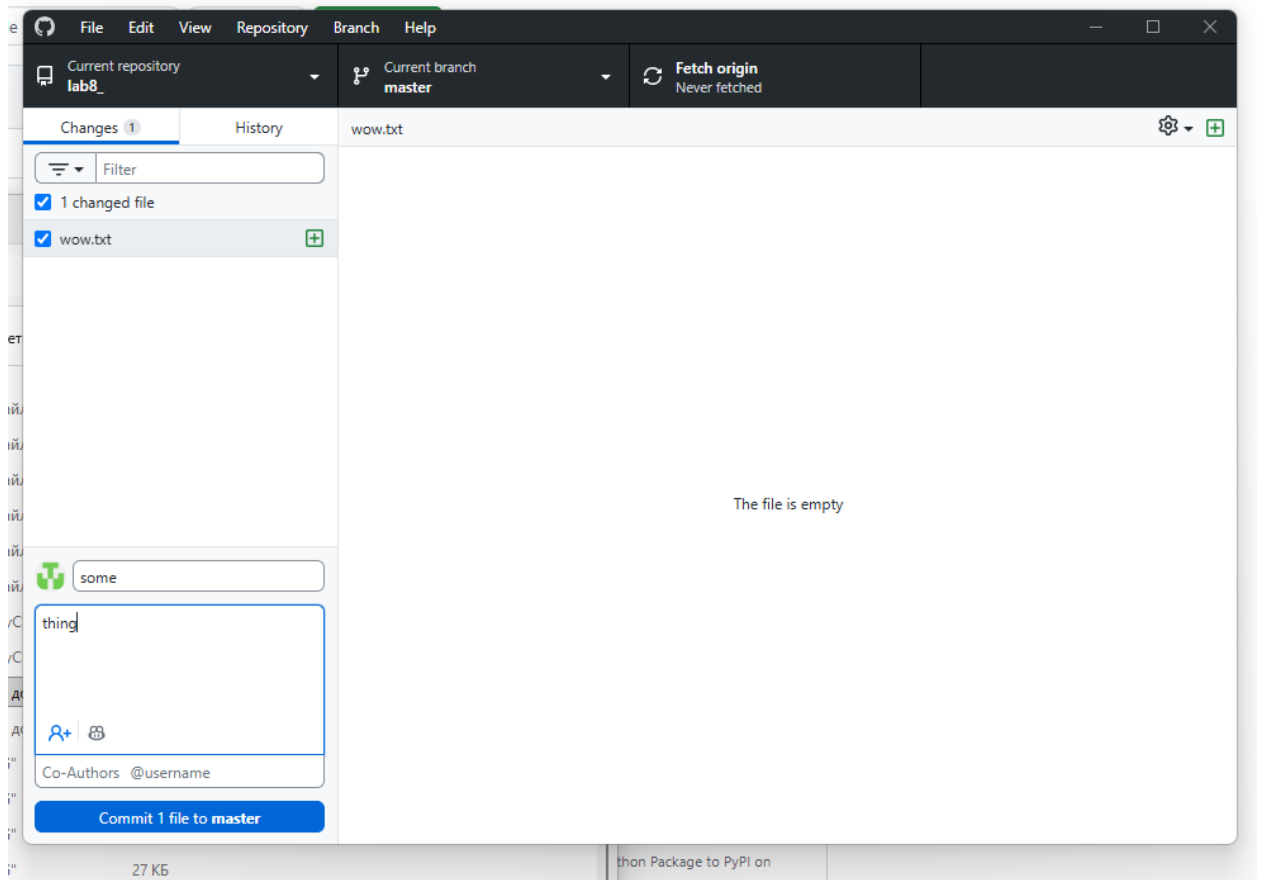 File Edit View Repository Branch Help
Current repository
lab8_
Current branch
master
Fetch origin
Never fetched
Changes 1 History
wow.txt
Filter
1 changed file
wow.txt
The file is empty
some
thing
Co-Authors @username
Commit 1 file to master
27 КБ
thon Package to PyPI on